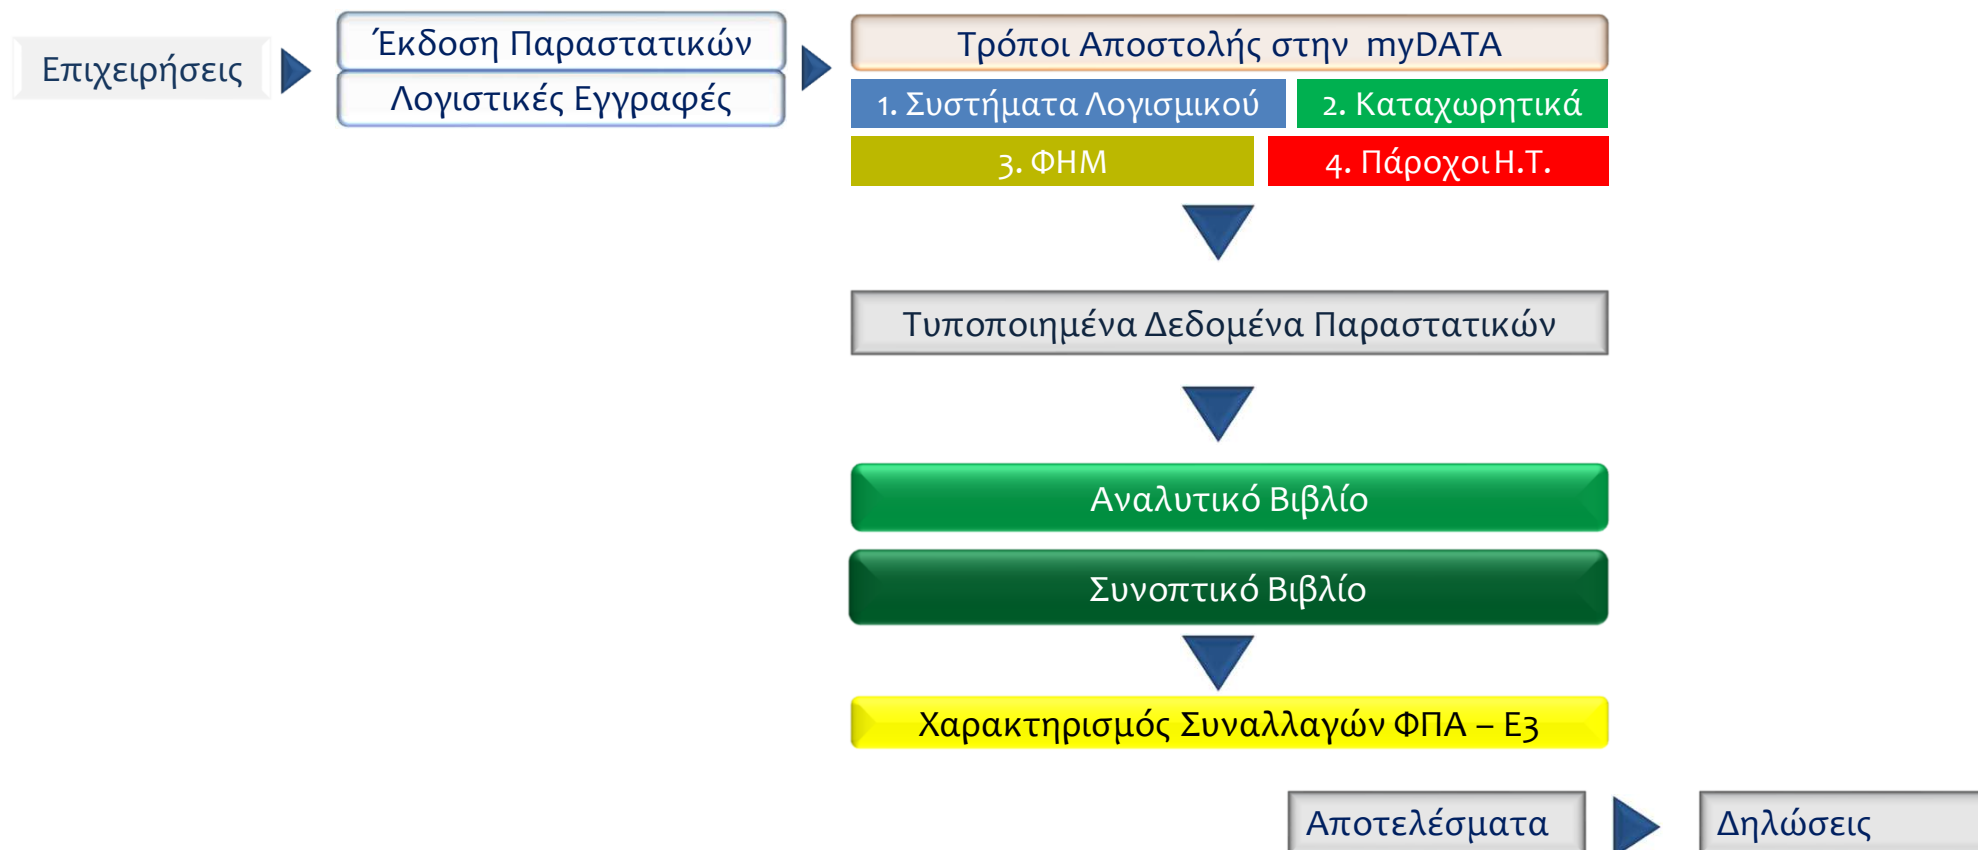 Επιχειρήσεις
Έκδοση Παραστατικών
Λογιστικές Εγγραφές
Τρόποι Αποστολής στην myDATA
1. Συστήματα Λογισμικού
2. Καταχωρητικά
3. ΦΗΜ
4. Πάροχοι Η.Τ.
Τυποποιημένα Δεδομένα Παραστατικών
Αναλυτικό Βιβλίο
Συνοπτικό Βιβλίο
Χαρακτηρισμός Συναλλαγών ΦΠΑ – Ε3
Αποτελέσματα
Δηλώσεις